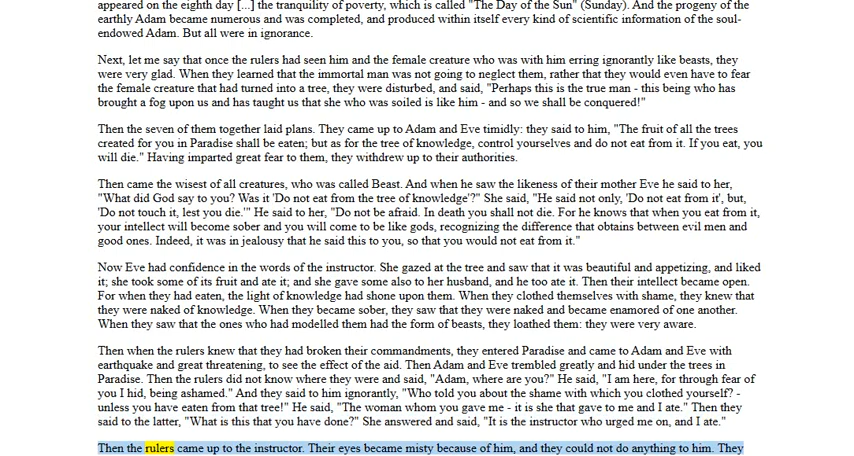 appeared on the eighth day [...] the tranquility of poverty, which is called "The Day of the Sun" (Sunday). And the progeny of the
earthly Adam became numerous and was completed, and produced within itself every kind of scientific information of the soul-
endowed Adam. But all were in ignorance.
Next, let me say that once the rulers had seen him and the female creature who was with him erring ignorantly like beasts, they
were very glad. When they learned that the immortal man was not going to neglect them, rather that they would even have to fear
the female creature that had turned into a tree, they were disturbed, and said, "Perhaps this is the true man - this being who has
brought a fog upon us and has taught us that she who was soiled is like him - and so we shall be conquered!"
Then the seven of them together laid plans. They came up to Adam and Eve timidly: they said to him, "The fruit of all the trees
created for you in Paradise shall be eaten; but as for the tree of knowledge, control yourselves and do not eat from it. If you eat, you
will die." Having imparted great fear to them, they withdrew up to their authorities.
Then came the wisest of all creatures, who was called Beast. And when he saw the likeness of their mother Eve he said to her,
"What did God say to you? Was it 'Do not eat from the tree of knowledge'?" She said, "He said not only, 'Do not eat from it', but,
'Do not touch it, lest you die.'" He said to her, "Do not be afraid. In death you shall not die. For he knows that when you eat from it,
your intellect will become sober and you will come to be like gods, recognizing the difference that obtains between evil men and
good ones. Indeed, it was in jealousy that he said this to you, so that you would not eat from it."
Now Eve had confidence in the words of the instructor. She gazed at the tree and saw that it was beautiful and appetizing, and liked
it; she took some of its fruit and ate it; and she gave some also to her husband, and he too ate it. Then their intellect became open.
For when they had eaten, the light of knowledge had shone upon them. When they clothed themselves with shame, they knew that
they were naked of knowledge. When they became sober, they saw that they were naked and became enamored of one another.
When they saw that the ones who had modelled them had the form of beasts, they loathed them: they were very aware.
Then when the rulers knew that they had broken their commandments, they entered Paradise and came to Adam and Eve with
earthquake and great threatening, to see the effect of the aid. Then Adam and Eve trembled greatly and hid under the trees in
Paradise. Then the rulers did not know where they were and said, "Adam, where are you?" He said, "I am here, for through fear of
you I hid, being ashamed." And they said to him ignorantly, "Who told you about the shame with which you clothed yourself? -
unless you have eaten from that tree!" He said, "The woman whom you gave me - it is she that gave to me and I ate." Then they
said to the latter, "What is this that you have done?" She answered and said, "It is the instructor who urged me on, and I ate."
Then the rulers came up to the instructor. Their eyes became misty because of him, and they could not do anything to him. They